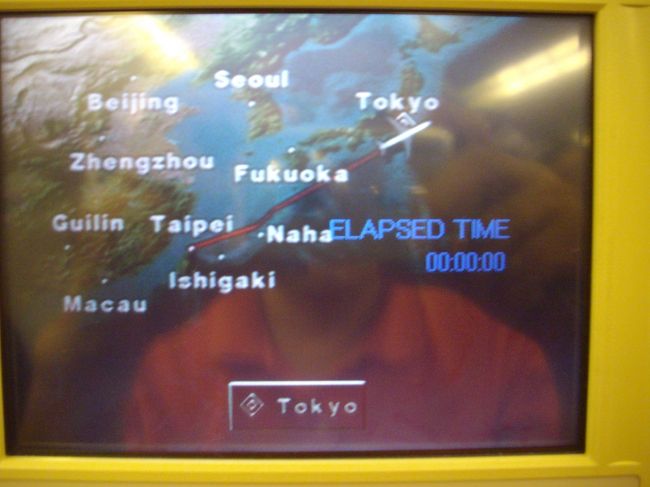 Seoul
Beijing
Tokyo
Zhengzhou
Fukuoka
Guilin
Taipei
Naha
ELAPSED TIME
00:00:00
Ishigaki
Macau
Tokyo